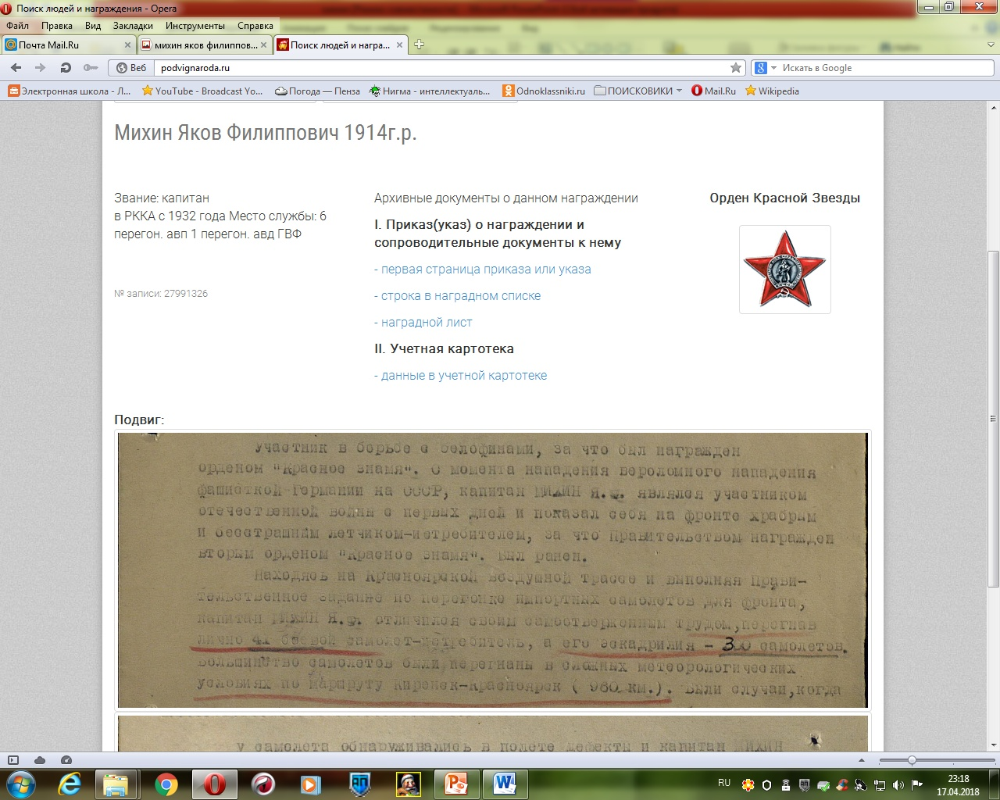 Поиск людей и награждения - Opera
Файл Правка Вид Закладки Инструменты Справка
Почта Mail.Ru михин яков филиппов... Поиск людей и награ...
Веб podvignaroda.ru Искать в Google
Электронная школа - Л... YouTube - Broadcast Yo... Погода — Пенза Нигма - интеллектуаль... Odnoklassniki.ru ПОИСКОВИКИ Mail.Ru Wikipedia
Михин Яков Филиппович 1914г.р.
Звание: капитан
в РККА с 1932 года Место службы: 6
перегон. авп 1 перегон. авд ГВФ
№ записи: 27991326
Архивные документы о данном награждении
I. Приказ(указ) о награждении и
сопроводительные документы к нему
- первая страница приказа или указа
- строка в наградном списке
- наградной лист
II. Учетная картотека
- данные в учетной картотеке
Орден Красной Звезды
Подвиг:
Участник в борьбе с белофинами, за что был награжден
орденом "Красное знамя". С момента нападения вероломного нападения
фашисткой Германии на СССР, капитан МИХИН Я.Ф. являлся участником
отечественной войны с первых дней и показал себя на фронте храбрым
и бесстрашным летчиком-истребителем, за что Правительством награжден
вторым орденом "Красное знамя". Был ранен.
Находясь на Красноярской воздушной трассе и выполняя Прави-
тельственное задание по перегонке импортных самолетов для фронта,
капитан МИХИН Я.Ф. отличился своим самоотверженным трудом, перегнав
лично 41 боевой самолет-истребитель, а его эскадрилия - 300 самолетов.
Большинство самолетов были перегнаны в сложных метеорологических
условиях по маршруту Киренск-Красноярск ( 960 км.). Были случаи, когда
у самолета обнаруживались в полете дефекты и капитан МИХИН
RU
23:18
17.04.2018